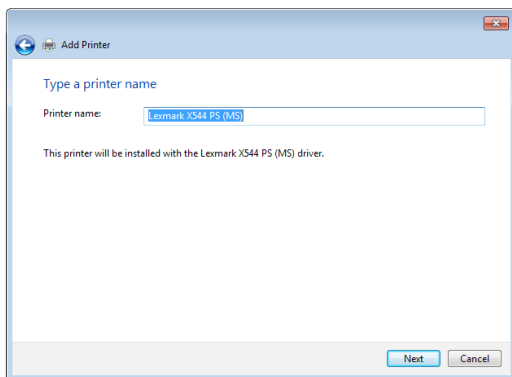 Add Printer
Type a printer name
Printer name: Lexmark X544 PS (MS)
This printer will be installed with the Lexmark X544 PS (MS) driver.
Next Cancel